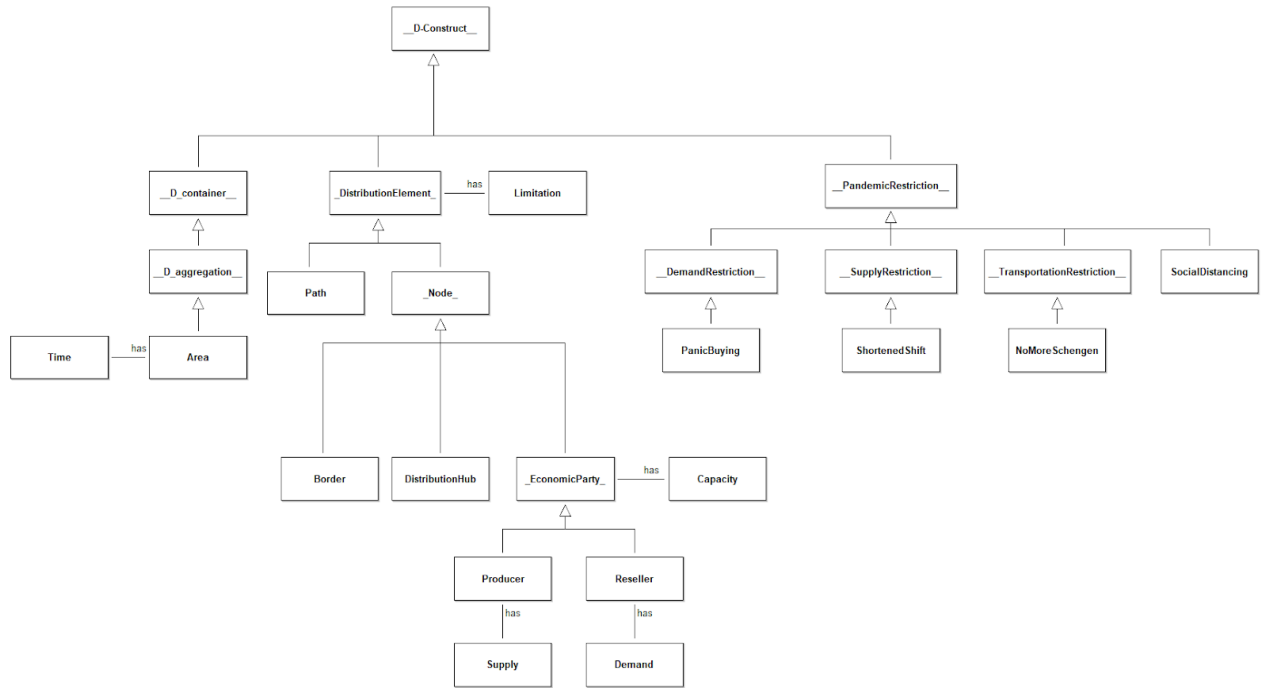 __D-Construct__
__D_container__
_DistributionElement_
has
Limitation
__PandemicRestriction__
__D_aggregation__
Path
_Node_
__DemandRestriction__
__SupplyRestriction__
__TransportationRestriction__
SocialDistancing
Time
has
Area
PanicBuying
ShortenedShift
NoMoreSchengen
Border
DistributionHub
_EconomicParty_
has
Capacity
Producer
Reseller
has
has
Supply
Demand